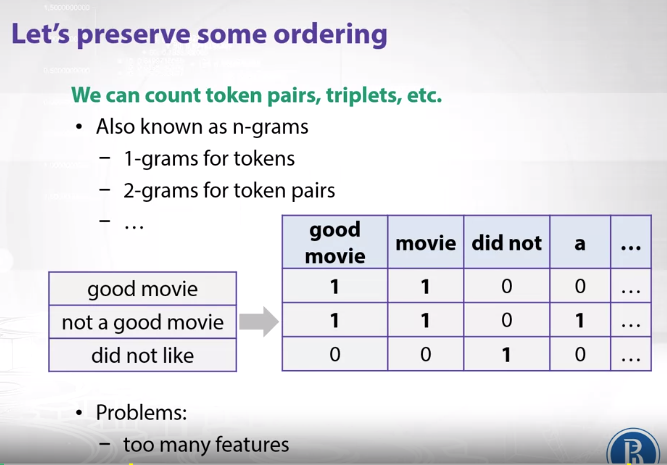 Let's preserve some ordering
We can count token pairs, triplets, etc.
• Also known as n-grams
– 1-grams for tokens
– 2-grams for token pairs
– …
good movie
not a good movie
did not like
good movie | movie | did not | a | …
1 | 1 | 0 | 0 | …
1 | 1 | 0 | 1 | …
0 | 0 | 1 | 0 | …
• Problems:
– too many features